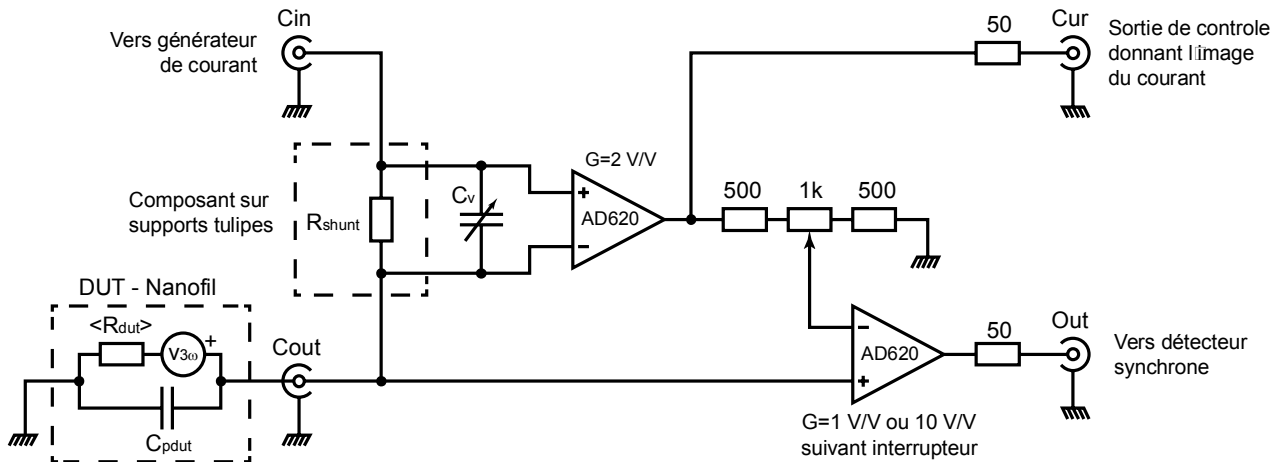 Cin
Vers générateur
de courant
50
Cur
Sortie de controle
donnant l'image
du courant
G=2 V/V
Composant sur
supports tulipes
Rshunt
Cv
+
AD620
−
500
1k
500
DUT - Nanofil
<Rdut>
v3ω
+
Cpdut
Cout
−
AD620
+
50
Out
Vers détecteur
synchrone
G=1 V/V ou 10 V/V
suivant interrupteur